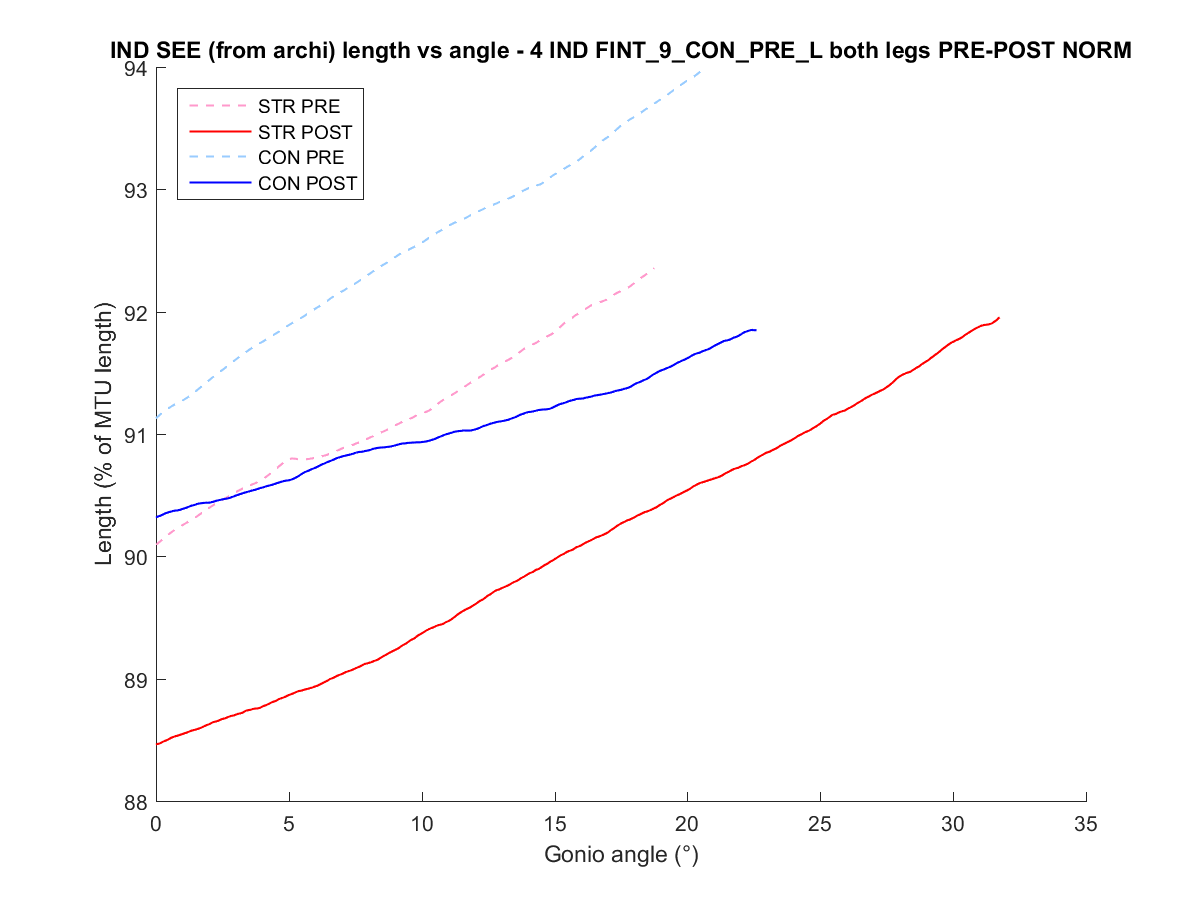 IND SEE (from archi) length vs angle - 4 IND FINT_9_CON_PRE_L both legs PRE-POST NORM
STR PRE
STR POST
CON PRE
CON POST
Length (% of MTU length)
94
93
92
91
90
89
88
0 5 10 15 20 25 30 35
Gonio angle (°)